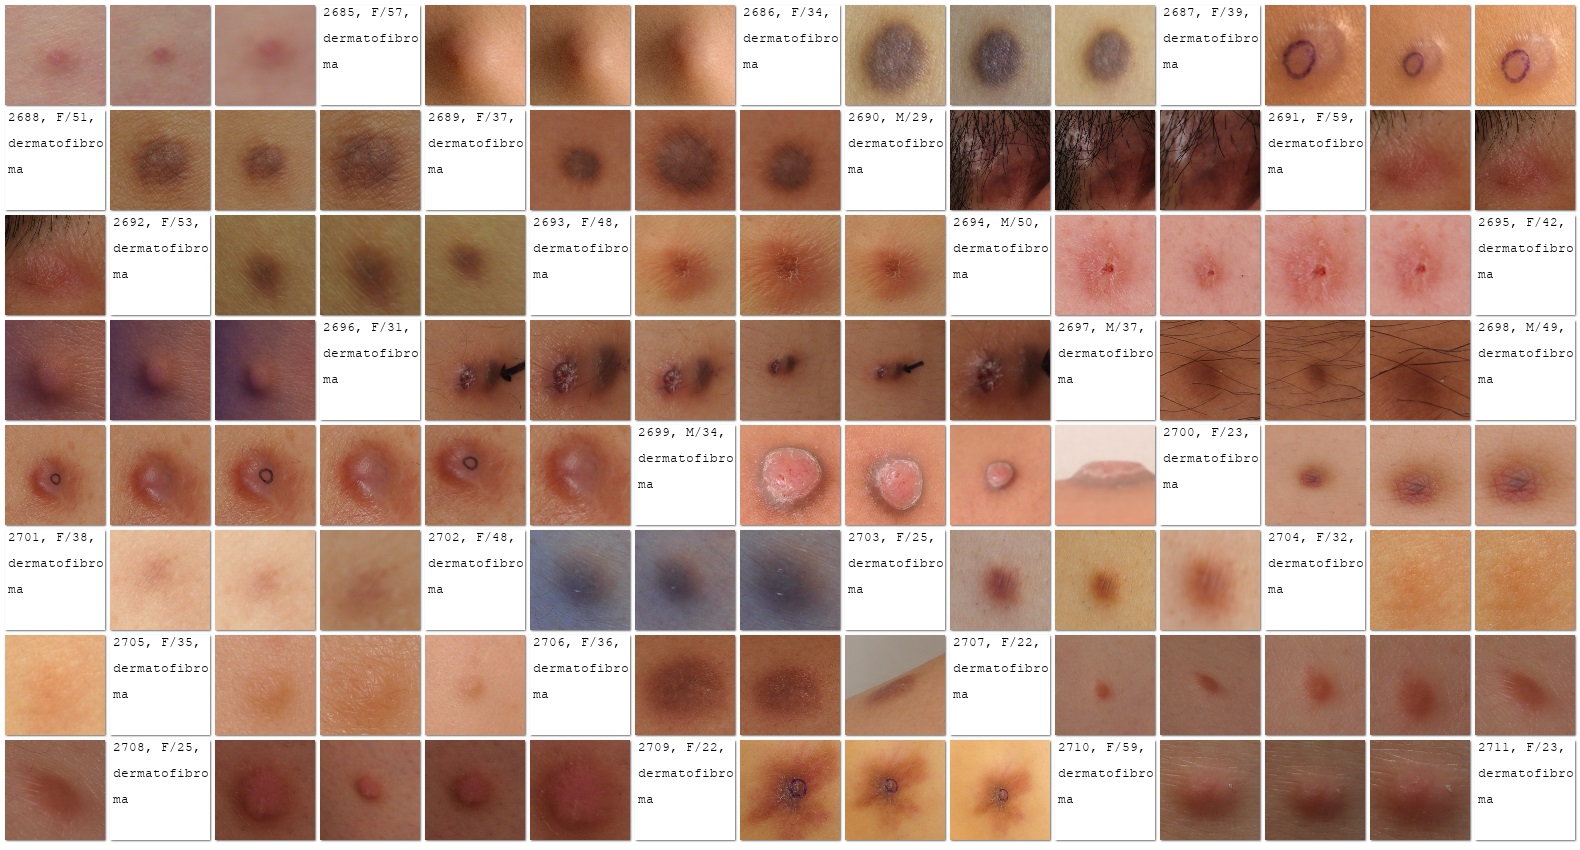 2685, F/57,
dermatofibro
ma
2686, F/34,
dermatofibro
ma
2687, F/39,
dermatofibro
ma
2688, F/51,
dermatofibro
ma
2689, F/37,
dermatofibro
ma
2690, M/29,
dermatofibro
ma
2691, F/59,
dermatofibro
ma
2692, F/53,
dermatofibro
ma
2693, F/48,
dermatofibro
ma
2694, M/50,
dermatofibro
ma
2695, F/42,
dermatofibro
ma
2696, F/31,
dermatofibro
ma
2697, M/37,
dermatofibro
ma
2698, M/49,
dermatofibro
ma
2699, M/34,
dermatofibro
ma
2700, F/23,
dermatofibro
ma
2701, F/38,
dermatofibro
ma
2702, F/48,
dermatofibro
ma
2703, F/25,
dermatofibro
ma
2704, F/32,
dermatofibro
ma
2705, F/35,
dermatofibro
ma
2706, F/36,
dermatofibro
ma
2707, F/22,
dermatofibro
ma
2708, F/25,
dermatofibro
ma
2709, F/22,
dermatofibro
ma
2710, F/59,
dermatofibro
ma
2711, F/23,
dermatofibro
ma